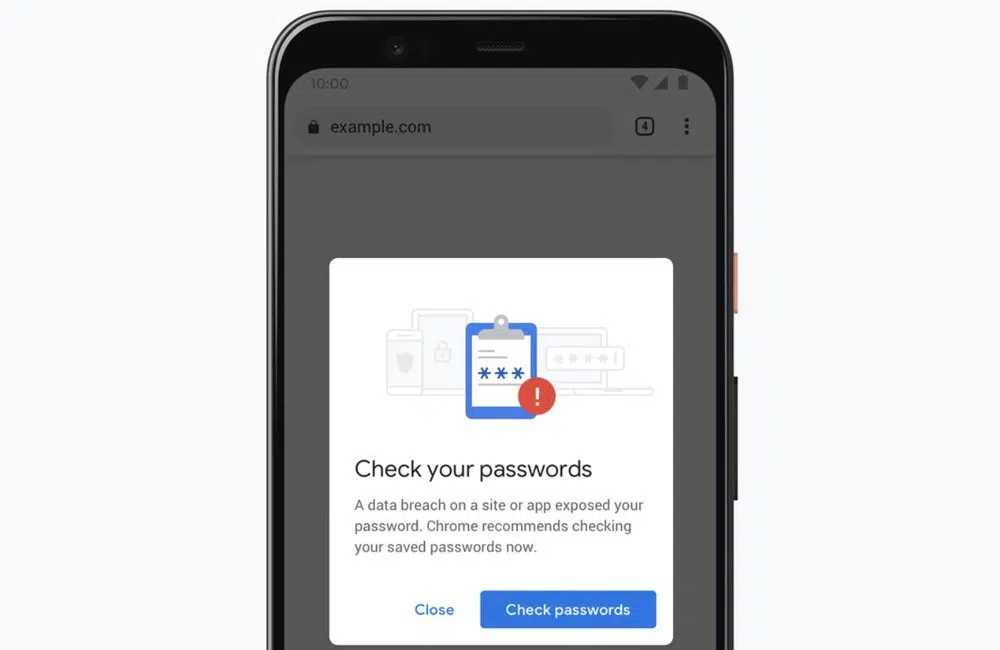 10:00
example.com
4
***
****|
!
Check your passwords
A data breach on a site or app exposed your
password. Chrome recommends checking
your saved passwords now.
Close
Check passwords